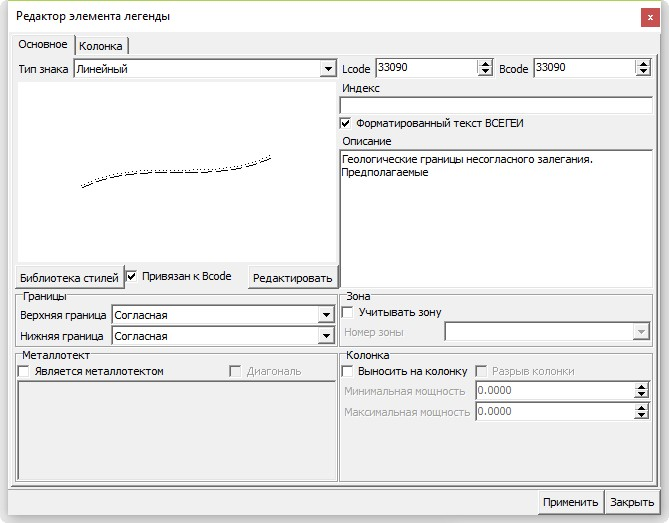 Редактор элемента легенды
x
Основное Колонка
Тип знака Линейный Lcode 33090 Bcode 33090
Индекс
Форматированный текст ВСЕГЕИ
Описание
Геологические границы несогласного залегания.
Предполагаемые
Библиотека стилей Привязан к Bcode Редактировать
Границы Зона
Верхняя граница Согласная Учитывать зону
Нижняя граница Согласная Номер зоны
Металлотект Колонка
Является металлотектом Диагональ Выносить на колонку Разрыв колонки
Минимальная мощность 0.0000
Максимальная мощность 0.0000
Применить Закрыть